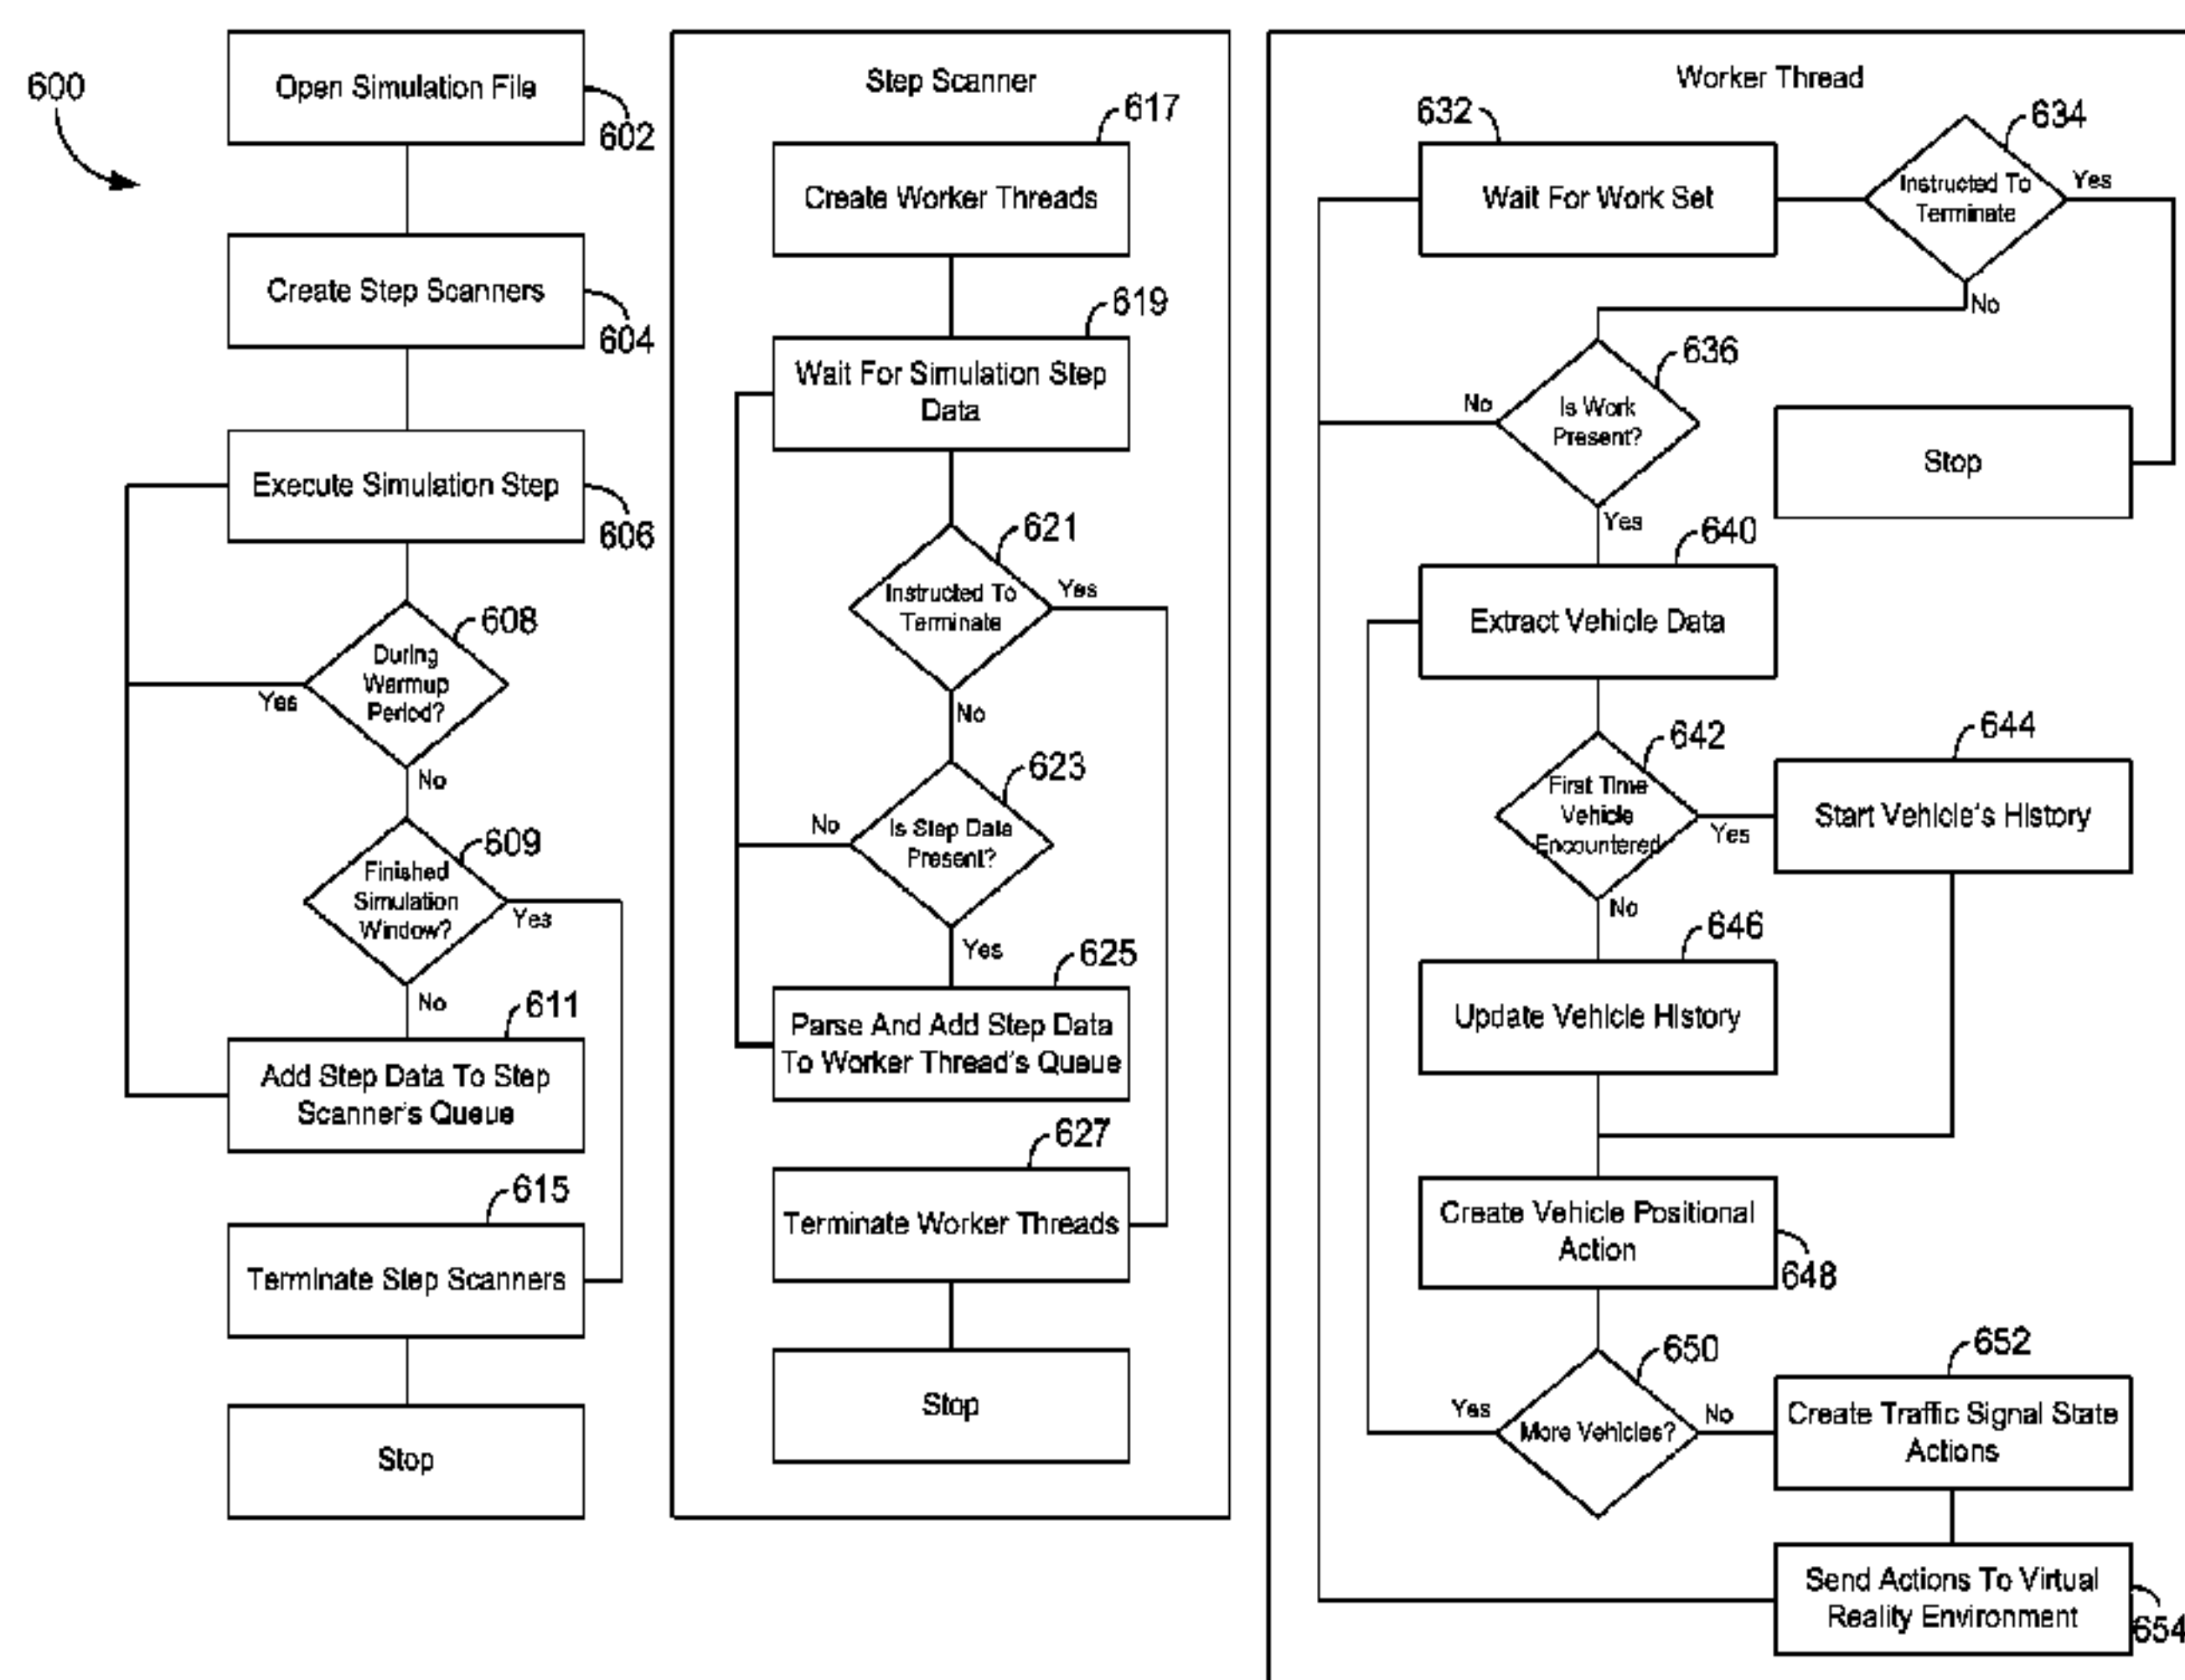 600
Open Simulation File
602
Create Step Scanners
604
Execute Simulation Step
606
608
During
Warmup
Period?
Yes
No
609
Finished
Simulation
Window?
Yes
No
611
Add Step Data To Step
Scanner's Queue
615
Terminate Step Scanners
Stop
Step Scanner
617
Create Worker Threads
619
Wait For Simulation Step
Data
621
Instructed To
Terminate
Yes
No
623
Is Step Data
Present?
No
Yes
625
Parse And Add Step Data
To Worker Thread's Queue
627
Terminate Worker Threads
Stop
Worker Thread
632
Wait For Work Set
634
Instructed To
Terminate
Yes
No
636
Is Work
Present?
No
Yes
Stop
640
Extract Vehicle Data
642
First Time
Vehicle
Encountered
Yes
No
644
Start Vehicle's History
646
Update Vehicle History
Create Vehicle Positional
Action
648
650
More Vehicles?
Yes
No
652
Create Traffic Signal State
Actions
Send Actions To Virtual
Reality Environment
654